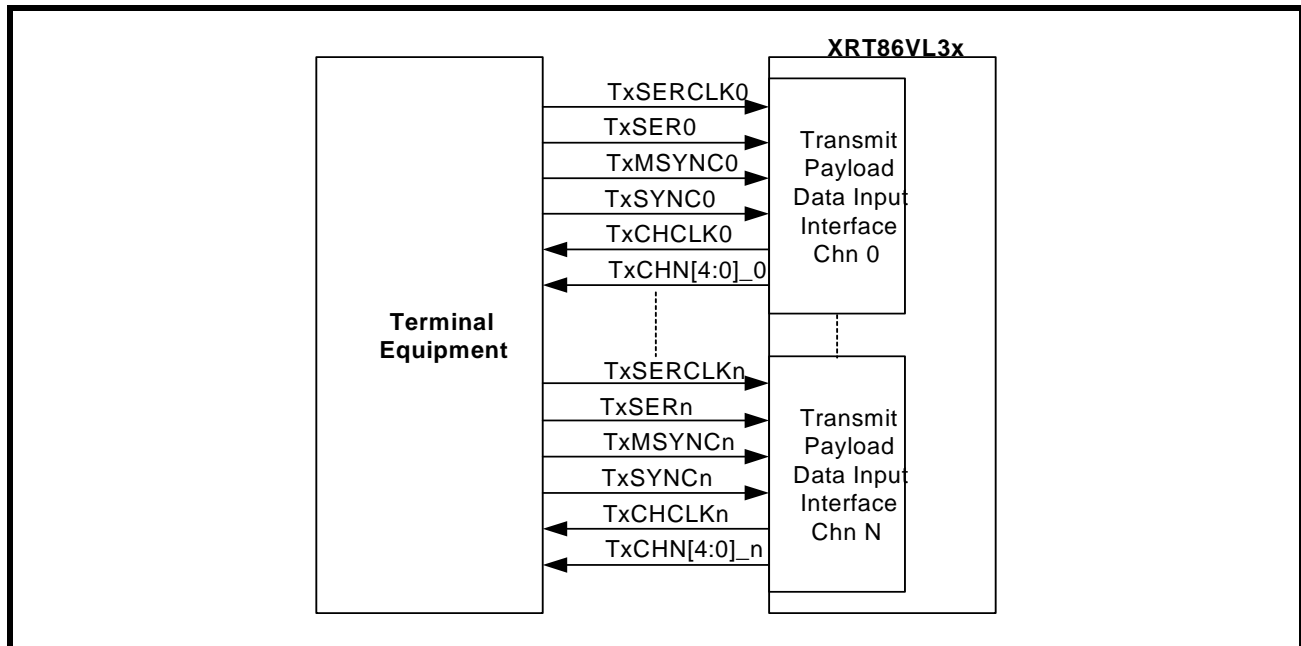 XRT86VL3x
TxSERCLK0
TxSER0
TxMSYNC0
TxSYNC0
TxCHCLK0
TxCHN[4:0]_0
Transmit
Payload
Data Input
Interface
Chn 0
Terminal
Equipment
TxSERCLKn
TxSERn
TxMSYNCn
TxSYNCn
TxCHCLKn
TxCHN[4:0]_n
Transmit
Payload
Data Input
Interface
Chn N